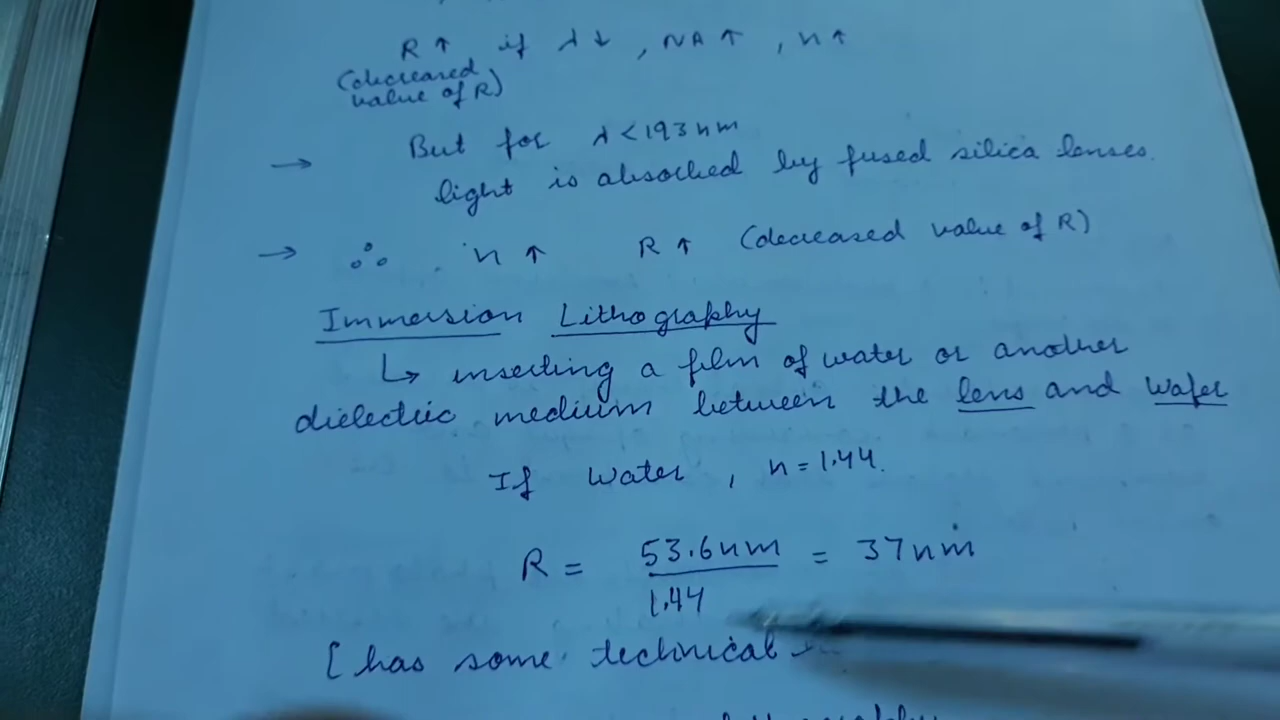 R ↑ if λ ↓ , NA ↑ , n ↑
(decreased
value of R)
→ But for λ < 193 nm
light is absorbed by fused silica lenses.
→ ∴ n ↑ R ↑ (decreased value of R)
Immersion Lithography
↳ inserting a film of water or another
dielectric medium between the lens and wafer
If water , n = 1.44.
R = 53.6nm / 1.44 = 37nm
[has some technical